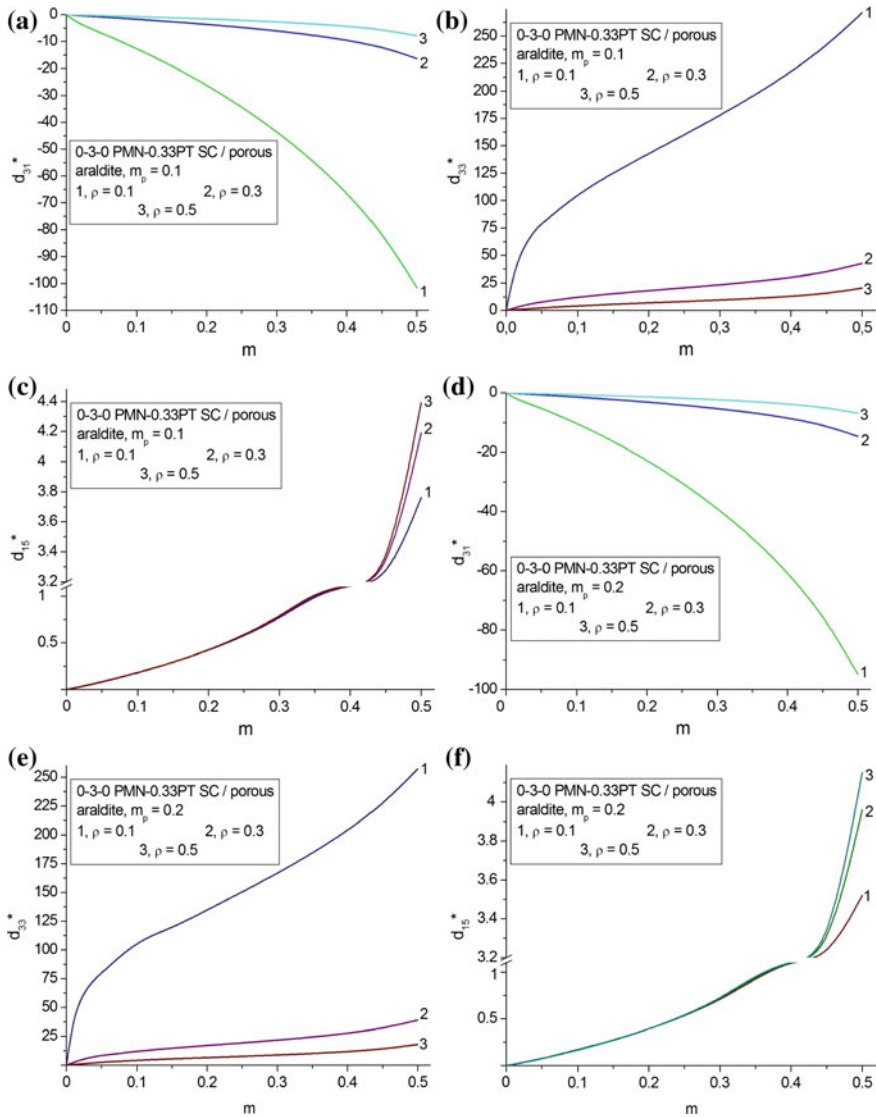 (a)
0
-10
-20
-30
-40
-50
-60
-70
-80
-90
-100
-110
d31*
0-3-0 PMN-0.33PT SC / porous
araldite, mp = 0.1
1, ρ = 0.1 2, ρ = 0.3
3, ρ = 0.5
3
2
1
0 0.1 0.2 0.3 0.4 0.5
m
(b)
250
225
200
175
150
125
100
75
50
25
0
d33*
0-3-0 PMN-0.33PT SC / porous
araldite, mp = 0.1
1, ρ = 0.1 2, ρ = 0.3
3, ρ = 0.5
1
2
3
0,0 0,1 0,2 0,3 0,4 0,5
m
(c)
4.4
4.2
4.0
3.8
3.6
3.4
3.2
1
0.5
d15*
0-3-0 PMN-0.33PT SC / porous
araldite, mp = 0.1
1, ρ = 0.1 2, ρ = 0.3
3, ρ = 0.5
3
2
1
0 0.1 0.2 0.3 0.4 0.5
m
(d)
0
-20
-40
-60
-80
-100
d31*
0-3-0 PMN-0.33PT SC / porous
araldite, mp = 0.2
1, ρ = 0.1 2, ρ = 0.3
3, ρ = 0.5
3
2
1
0 0.1 0.2 0.3 0.4 0.5
m
(e)
250
225
200
175
150
125
100
75
50
25
d33*
0-3-0 PMN-0.33PT SC / porous
araldite, mp = 0.2
1, ρ = 0.1 2, ρ = 0.3
3, ρ = 0.5
1
2
3
0 0.1 0.2 0.3 0.4 0.5
m
(f)
4
3.8
3.6
3.4
3.2
1
0.5
d15*
0-3-0 PMN-0.33PT SC / porous
araldite, mp = 0.2
1, ρ = 0.1 2, ρ = 0.3
3, ρ = 0.5
3
2
1
0 0.1 0.2 0.3 0.4 0.5
m